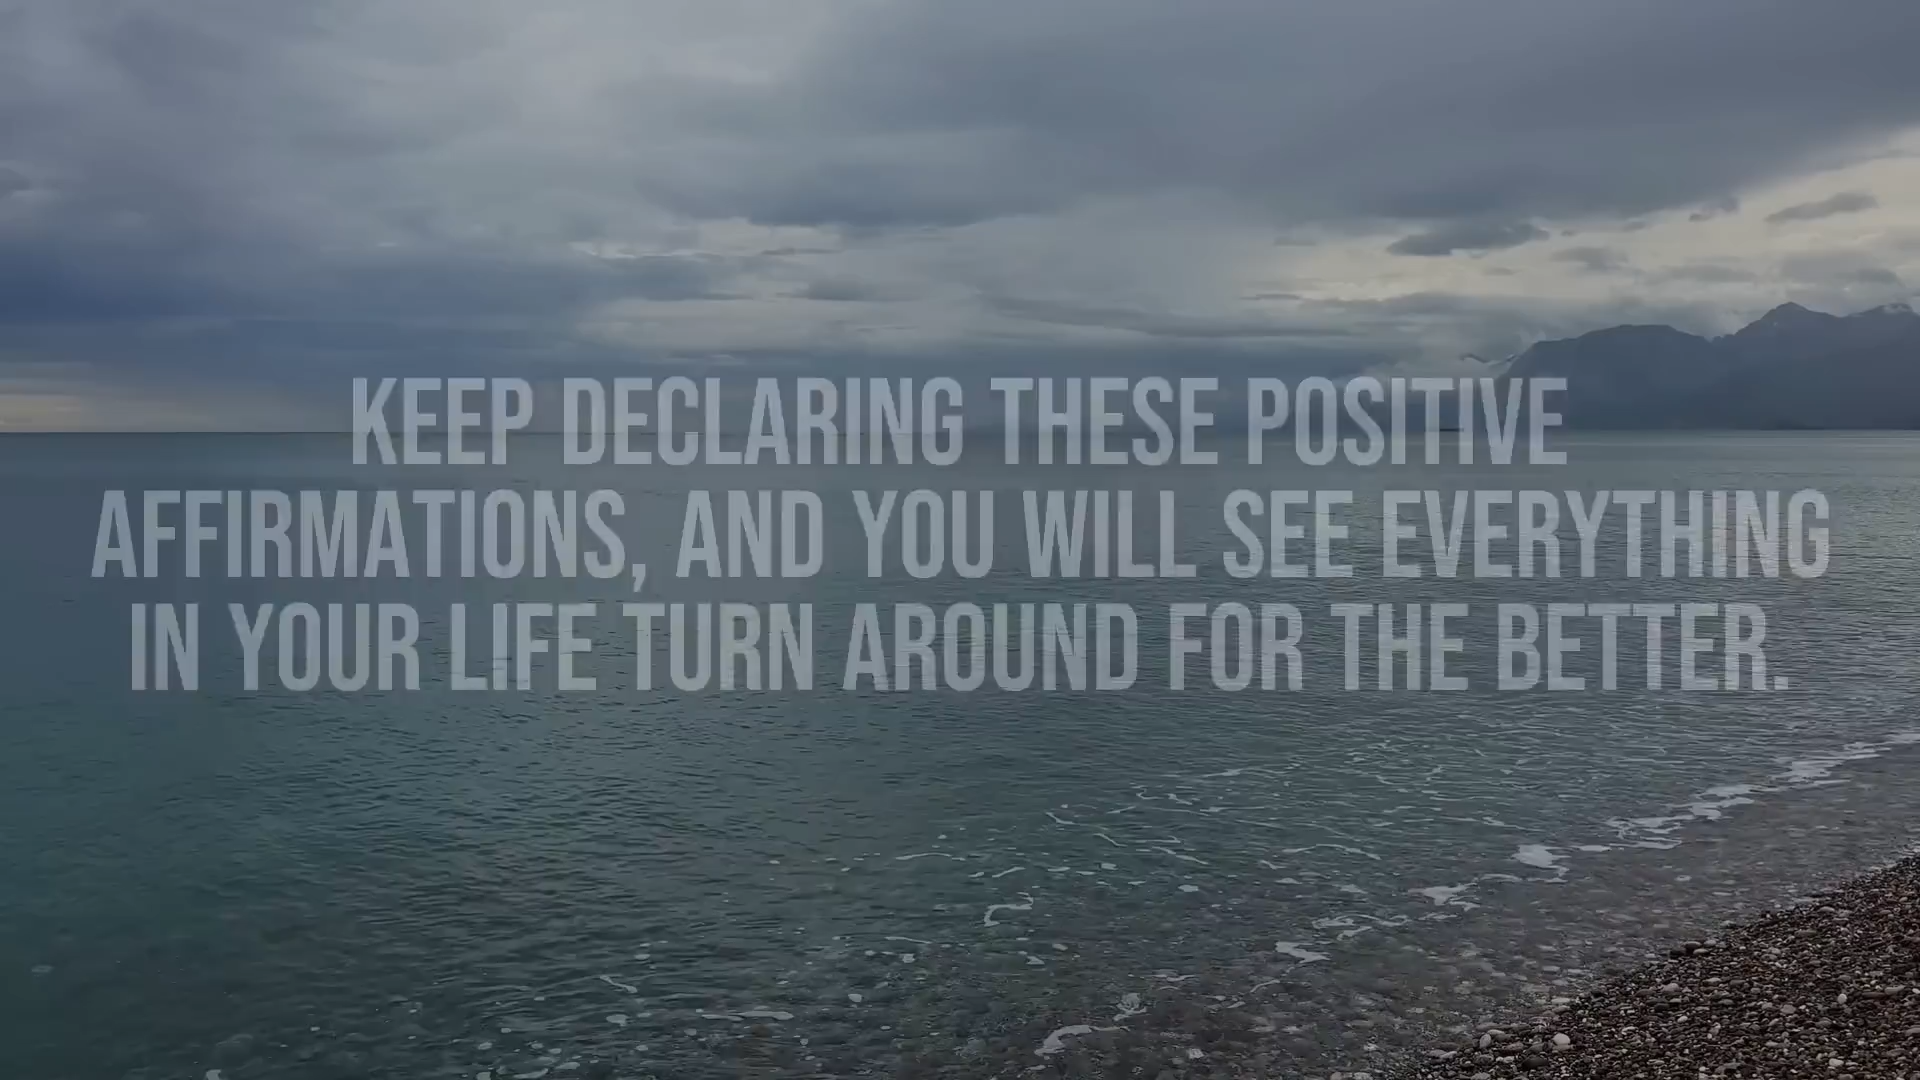 KEEP DECLARING THESE POSITIVE
AFFIRMATIONS, AND YOU WILL SEE EVERYTHING
IN YOUR LIFE TURN AROUND FOR THE BETTER.